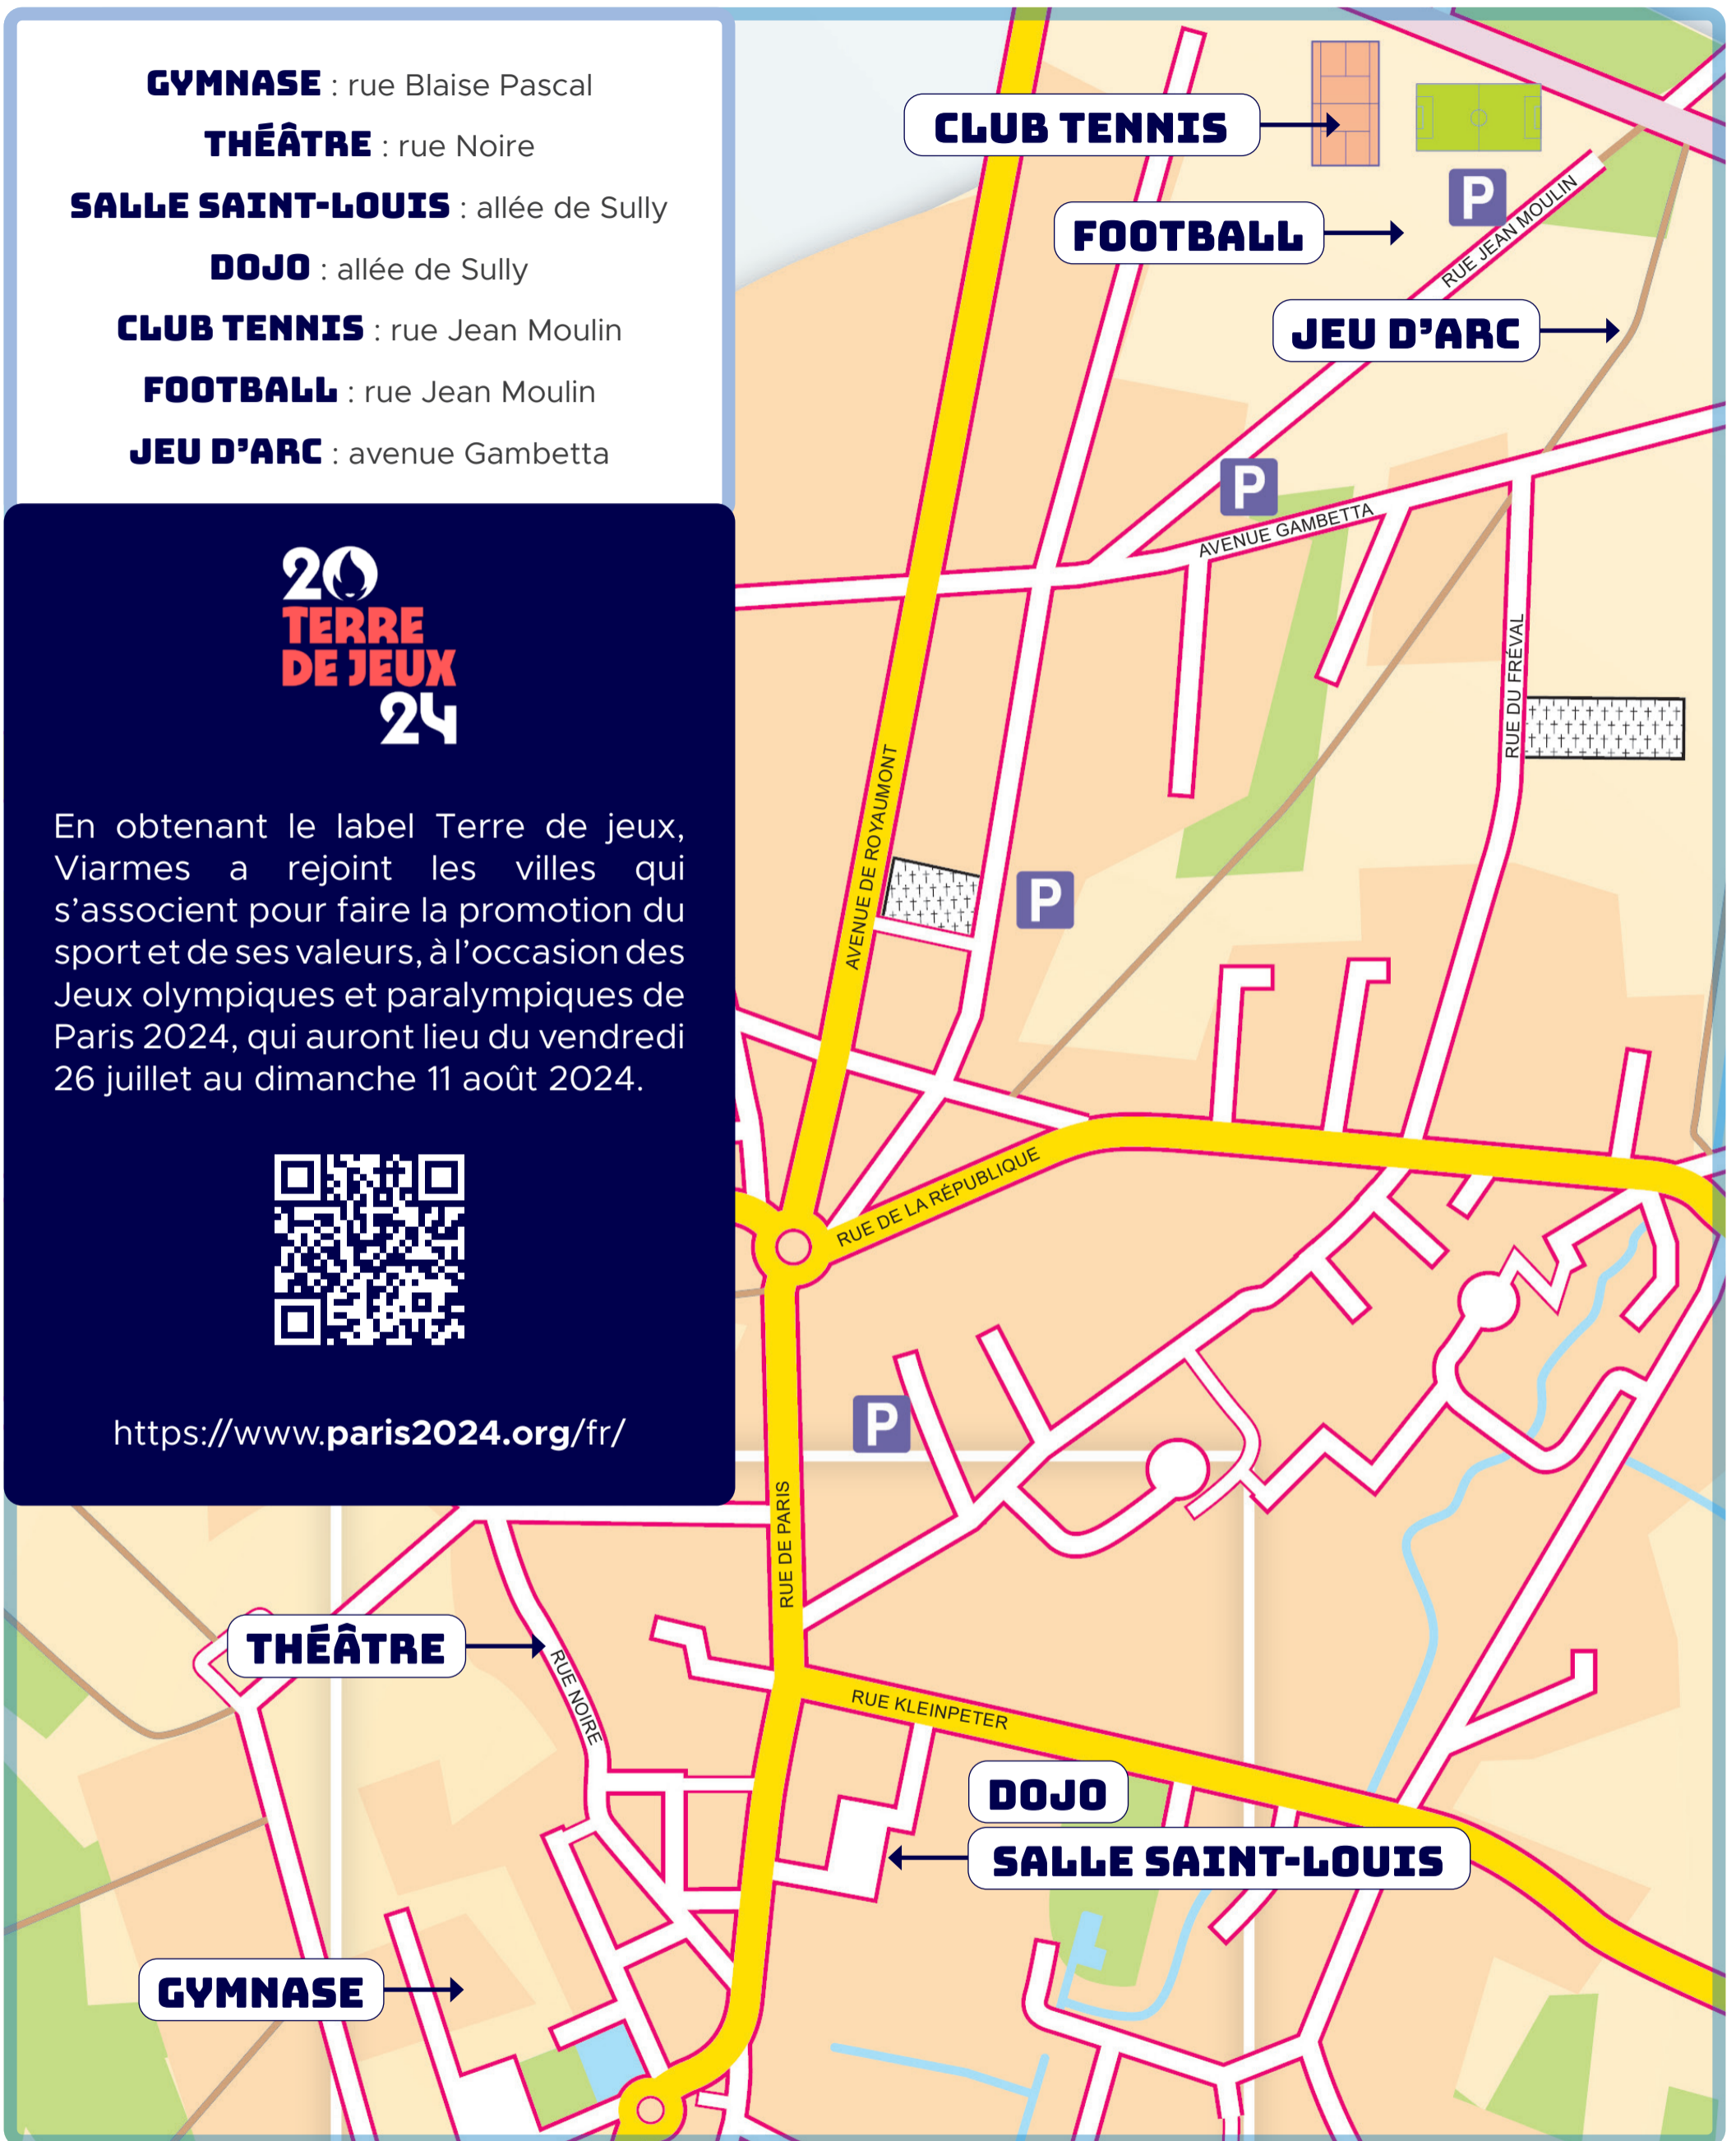 GYMNASE : rue Blaise Pascal
THÉÂTRE : rue Noire
SALLE SAINT-LOUIS : allée de Sully
DOJO : allée de Sully
CLUB TENNIS : rue Jean Moulin
FOOTBALL : rue Jean Moulin
JEU D'ARC : avenue Gambetta
20
TERRE
DE JEUX
24
En obtenant le label Terre de jeux,
Viarmes a rejoint les villes qui
s'associent pour faire la promotion du
sport et de ses valeurs, à l'occasion des
Jeux olympiques et paralympiques de
Paris 2024, qui auront lieu du vendredi
26 juillet au dimanche 11 août 2024.
https://www.paris2024.org/fr/
CLUB TENNIS
P
FOOTBALL
RUE JEAN MOULIN
JEU D'ARC
P
AVENUE GAMBETTA
RUE DU FRÉVAL
AVENUE DE ROYAUMONT
P
RUE DE LA RÉPUBLIQUE
P
RUE DE PARIS
THÉÂTRE
RUE NOIRE
RUE KLEINPETER
DOJO
SALLE SAINT-LOUIS
GYMNASE